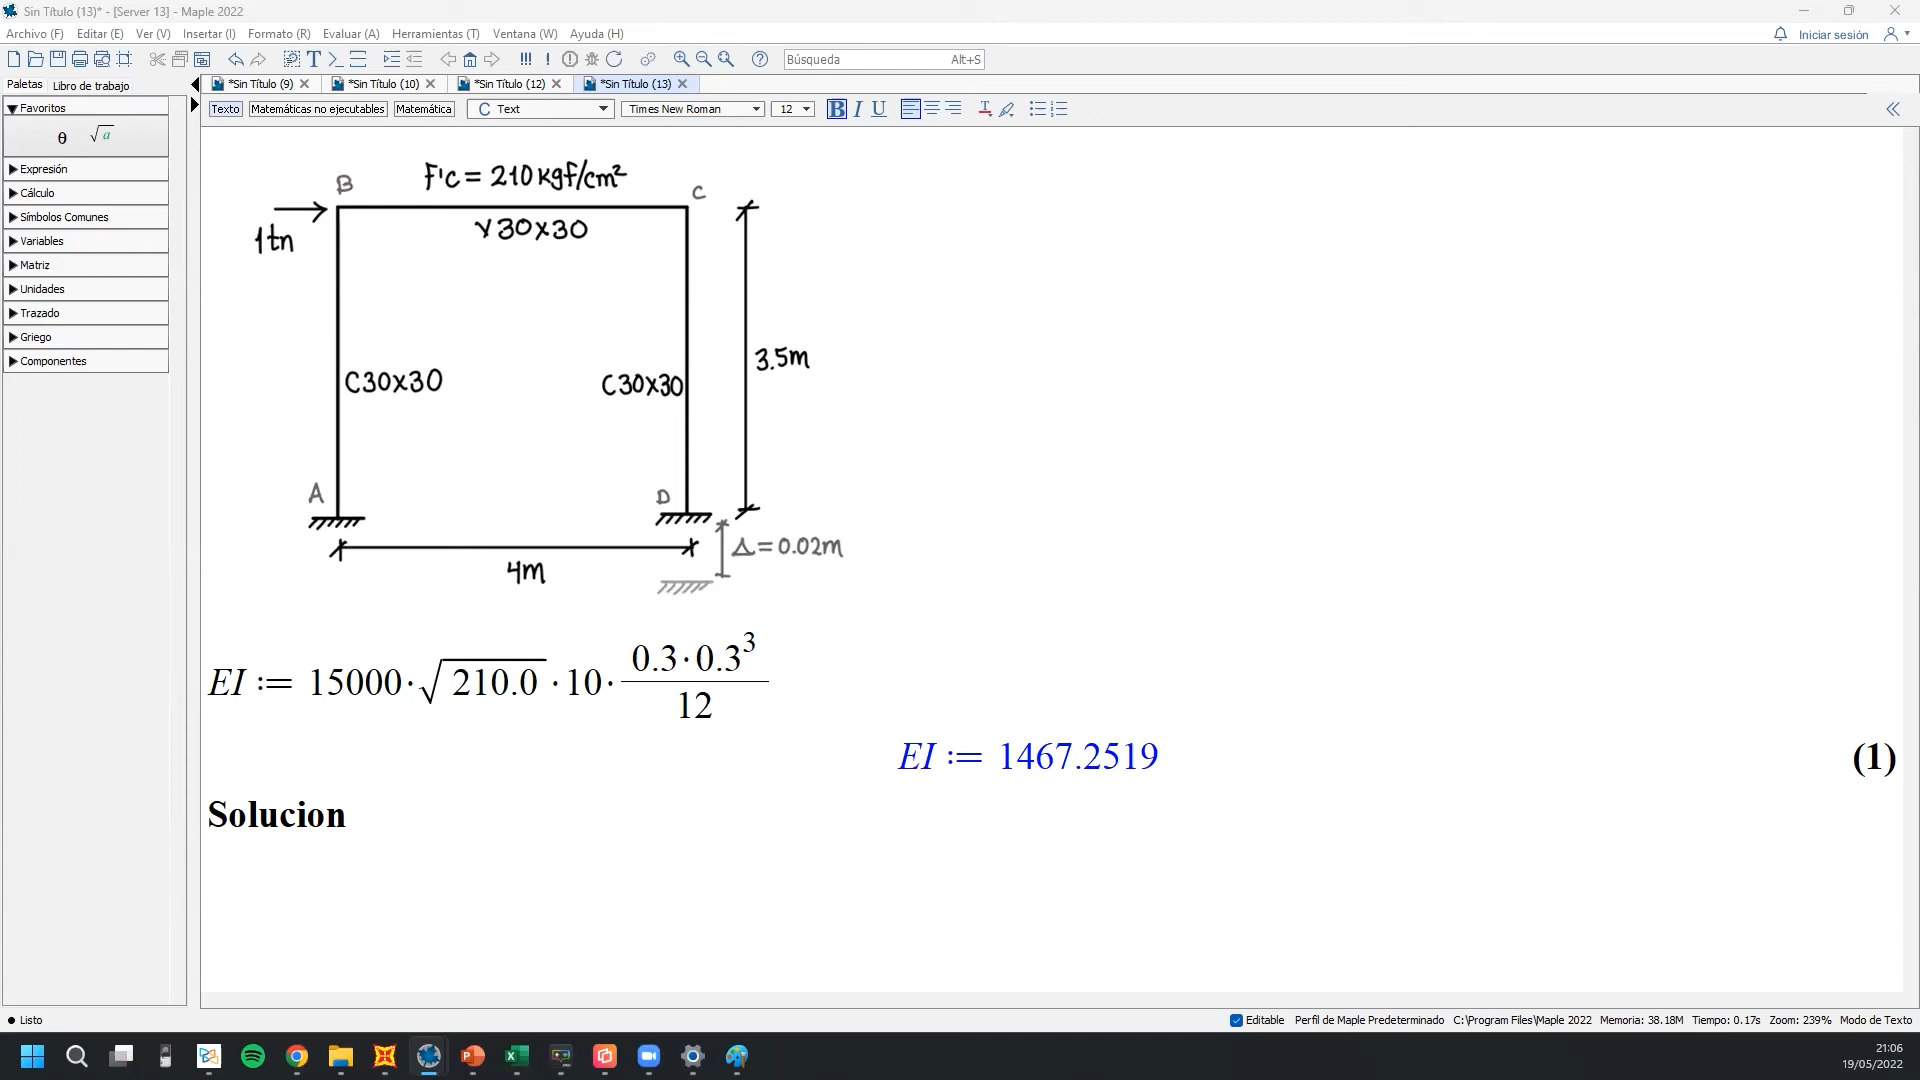 Sin Título (13)* - [Server 13] - Maple 2022
Archivo (F) Editar (E) Ver (V) Insertar (I) Formato (R) Evaluar (A) Herramientas (T) Ventana (W) Ayuda (H) Iniciar sesión
Búsqueda Alt+S
Paletas Libro de trabajo *Sin Título (9) *Sin Título (10) *Sin Título (12) *Sin Título (13)
Favoritos
Texto Matemáticas no ejecutables Matemática C Text Times New Roman 12 B I U
θ √a
Expresión
Cálculo
Símbolos Comunes
Variables
Matriz
Unidades
Trazado
Griego
Componentes
F'c = 210 kgf/cm²
B
C
1tn
V30x30
3.5m
C30x30
C30x30
A
D
Δ=0.02m
4m
EI := 15000·√210.0·10·(0.3·0.3³)/12
EI := 1467.2519 (1)
Solucion
Listo
Editable Perfil de Maple Predeterminado C:\Program Files\Maple 2022 Memoria: 38.18M Tiempo: 0.17s Zoom: 239% Modo de Texto
21:06
19/05/2022